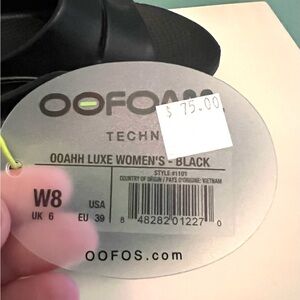 OOFOAM
$ 75.00
TECHN
OOAHH LUXE WOMEN'S - BLACK
STYLE #1101
COUNTRY OF ORIGIN / PAYS D'ORIGINE: VIETNAM
W8 USA
UK 6 EU 39
8 48282 01227 0
OOFOS.com